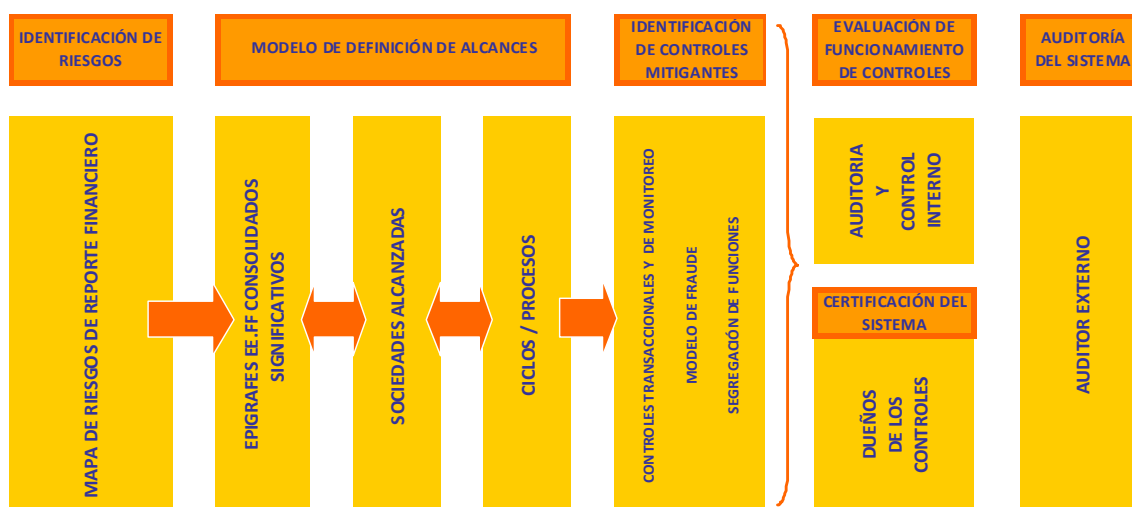 IDENTIFICACIÓN DE
RIESGOS
MODELO DE DEFINICIÓN DE ALCANCES
IDENTIFICACIÓN
DE CONTROLES
MITIGANTES
EVALUACIÓN DE
FUNCIONAMIENTO
DE CONTROLES
AUDITORÍA
DEL SISTEMA
MAPA DE RIESGOS DE REPORTE FINANCIERO
EPIGRAFES EE.FF CONSOLIDADOS
SIGNIFICATIVOS
SOCIEDADES ALCANZADAS
CICLOS / PROCESOS
CONTROLES TRANSACCIONALES Y DE MONITOREO
MODELO DE FRAUDE
SEGREGACIÓN DE FUNCIONES
AUDITORIA
Y
CONTROL
INTERNO
CERTIFICACIÓN DEL
SISTEMA
DUEÑOS
DE LOS
CONTROLES
AUDITOR EXTERNO